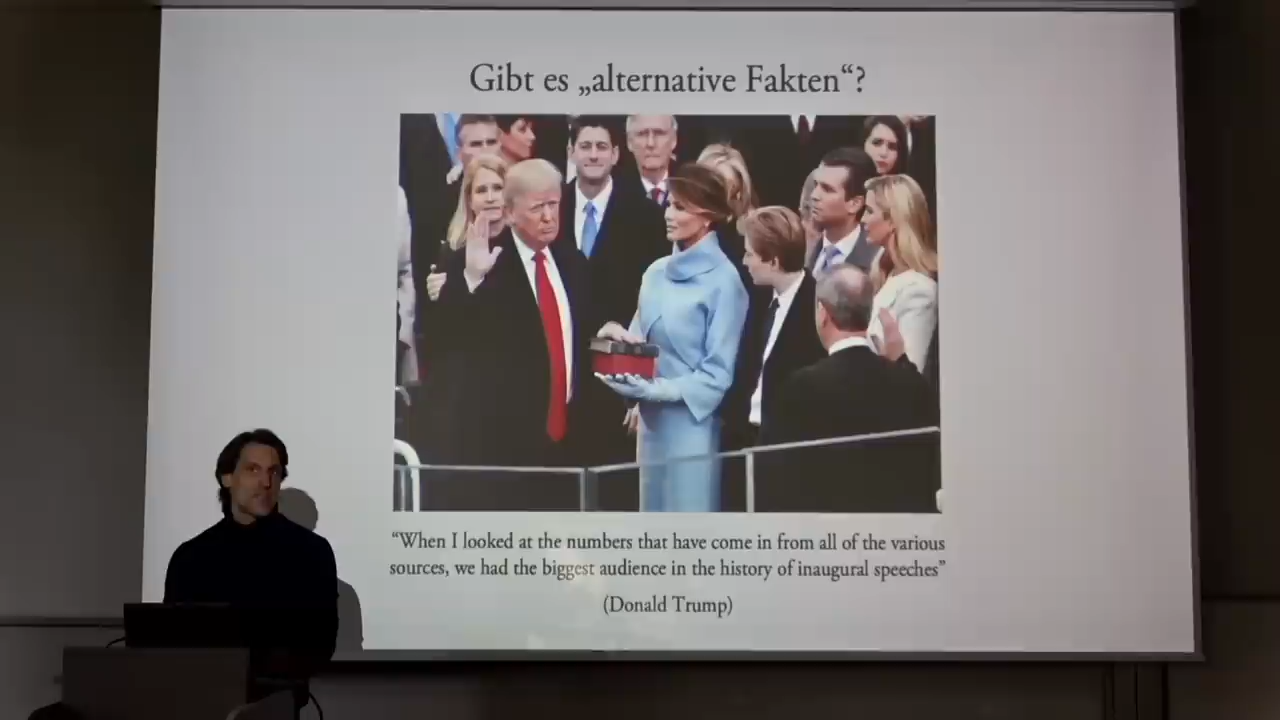 Gibt es „alternative Fakten“?
“When I looked at the numbers that have come in from all of the various
sources, we had the biggest audience in the history of inaugural speeches”
(Donald Trump)